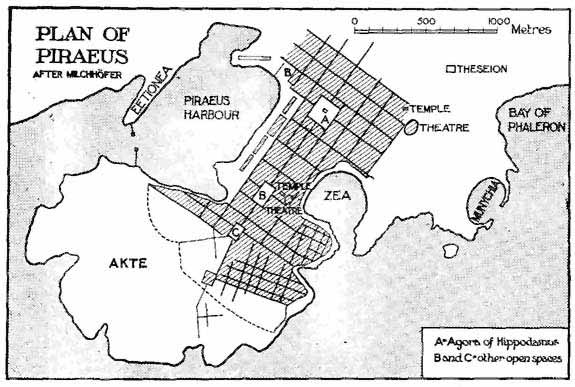 PLAN OF
PIRAEUS
AFTER MILCHHÖFER
0 500 1000
Metres
THESEION
EETIONEA
PIRAEUS
HARBOUR
B
A
TEMPLE
THEATRE
BAY OF
PHALERON
MUNYCHIA
B
TEMPLE
THEATRE
ZEA
C
AKTE
A=Agora of Hippodamus
B and C=other open spaces